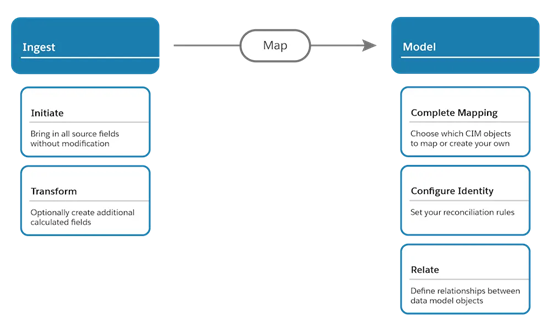 Ingest
Map
Model
Initiate
Bring in all source fields
without modification
Transform
Optionally create additional
calculated fields
Complete Mapping
Choose which CIM objects
to map or create your own
Configure Identity
Set your reconciliation rules
Relate
Define relationships between
data model objects